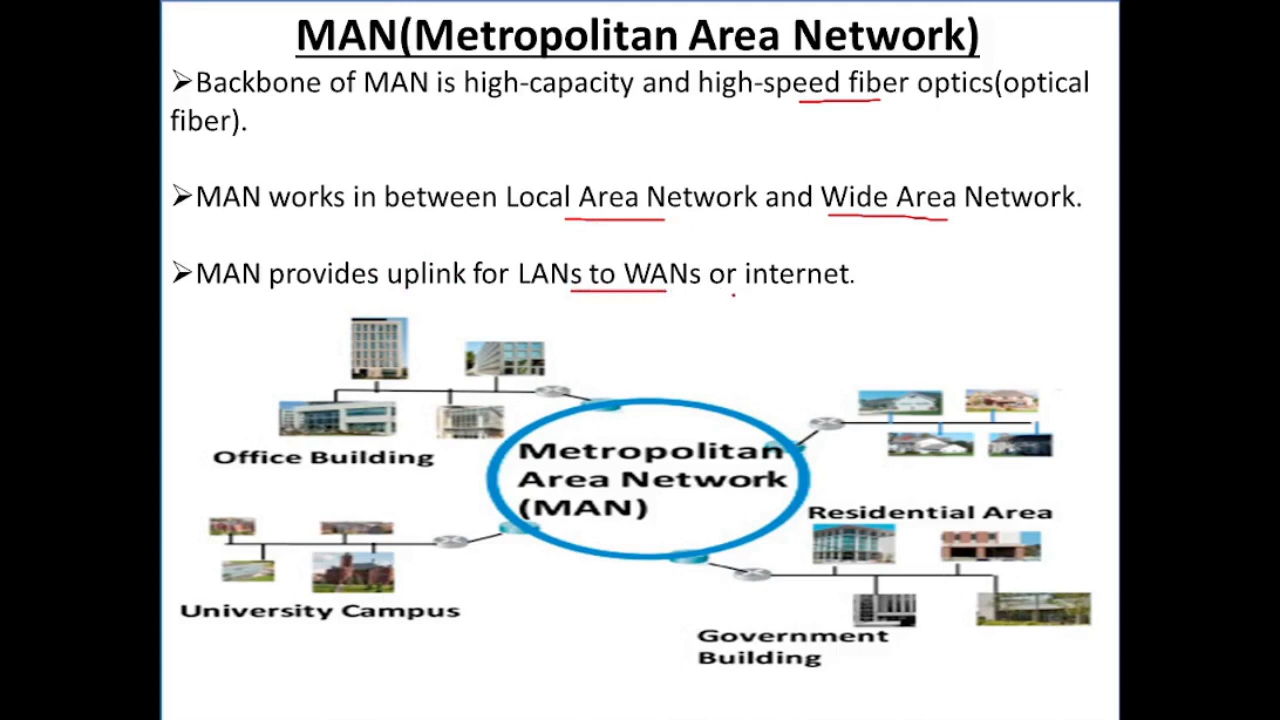 MAN(Metropolitan Area Network)
➢Backbone of MAN is high-capacity and high-speed fiber optics(optical
fiber).
➢MAN works in between Local Area Network and Wide Area Network.
➢MAN provides uplink for LANs to WANs or internet.
Office Building
Metropolitan
Area Network
(MAN)
Residential Area
University Campus
Government
Building